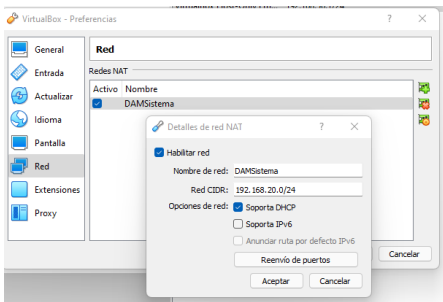 VirtualBox - Preferencias
General
Entrada
Actualizar
Idioma
Pantalla
Red
Extensiones
Proxy
Red
Redes NAT
Activo Nombre
DAMSistema
Detalles de red NAT
Habilitar red
Nombre de red: DAMSistema
Red CIDR: 192.168.20.0/24
Opciones de red: Soporta DHCP
Soporta IPv6
Anunciar ruta por defecto IPv6
Reenvío de puertos
Aceptar Cancelar
Cancelar